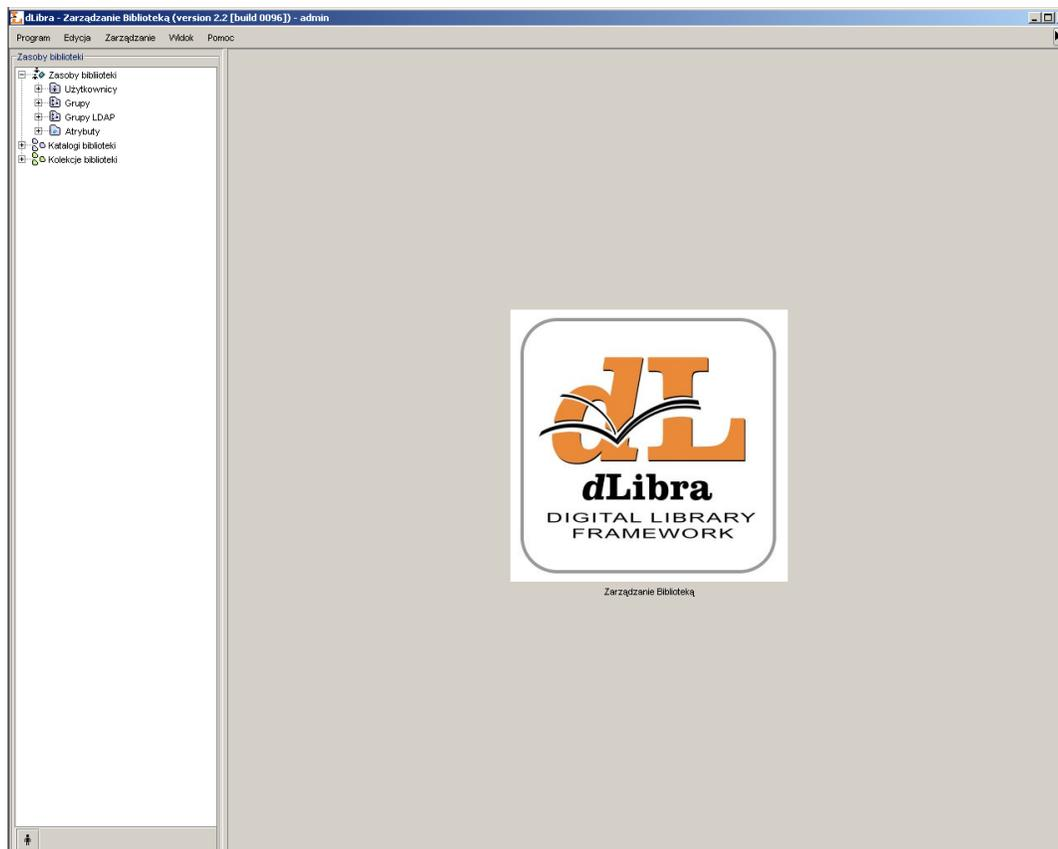 dLibra - Zarządzanie Biblioteką (version 2.2 [build 0096]) - admin
Program Edycja Zarządzanie Widok Pomoc
Zasoby biblioteki
Zasoby biblioteki
Użytkownicy
Grupy
Grupy LDAP
Atrybuty
Katalogi biblioteki
Kolekcje biblioteki
dL
dLibra
DIGITAL LIBRARY
FRAMEWORK
Zarządzanie Biblioteką